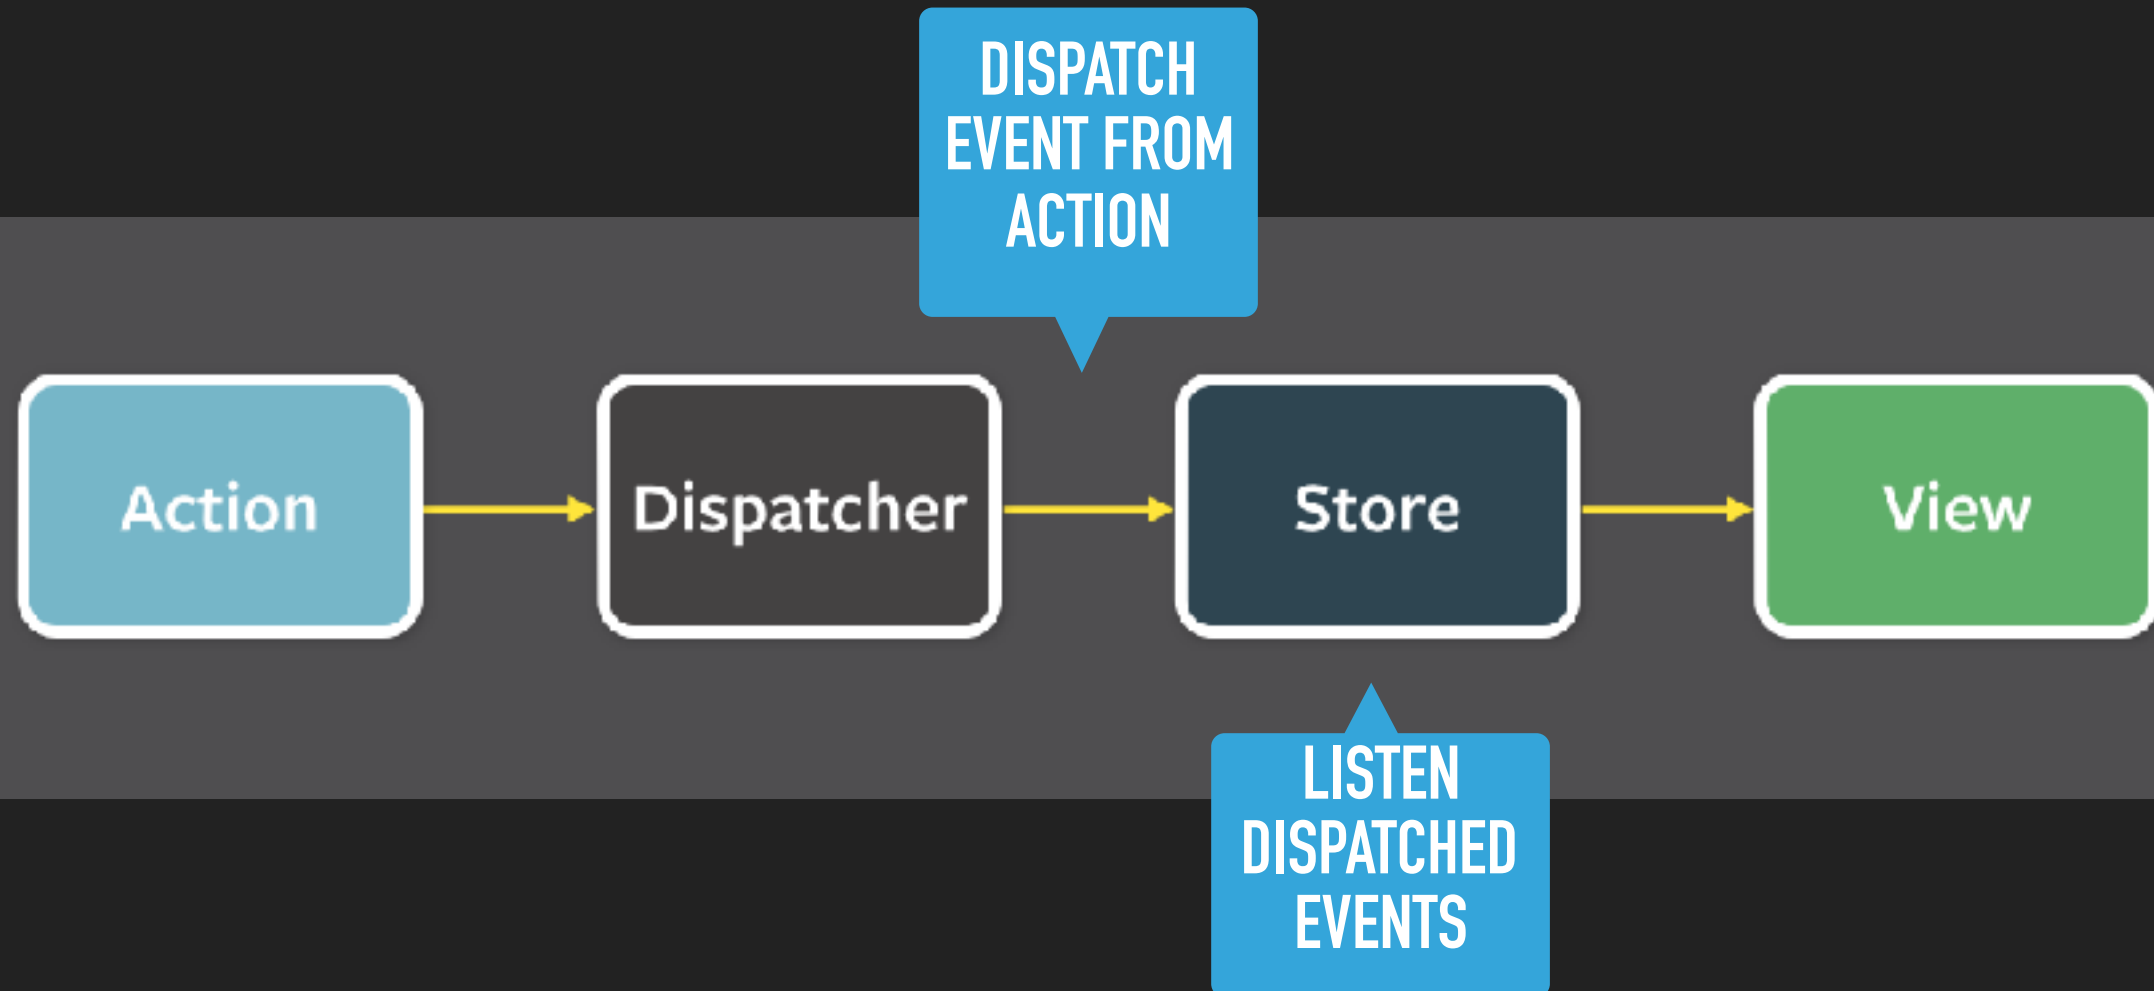 DISPATCH
EVENT FROM
ACTION
Action
Dispatcher
Store
View
LISTEN
DISPATCHED
EVENTS